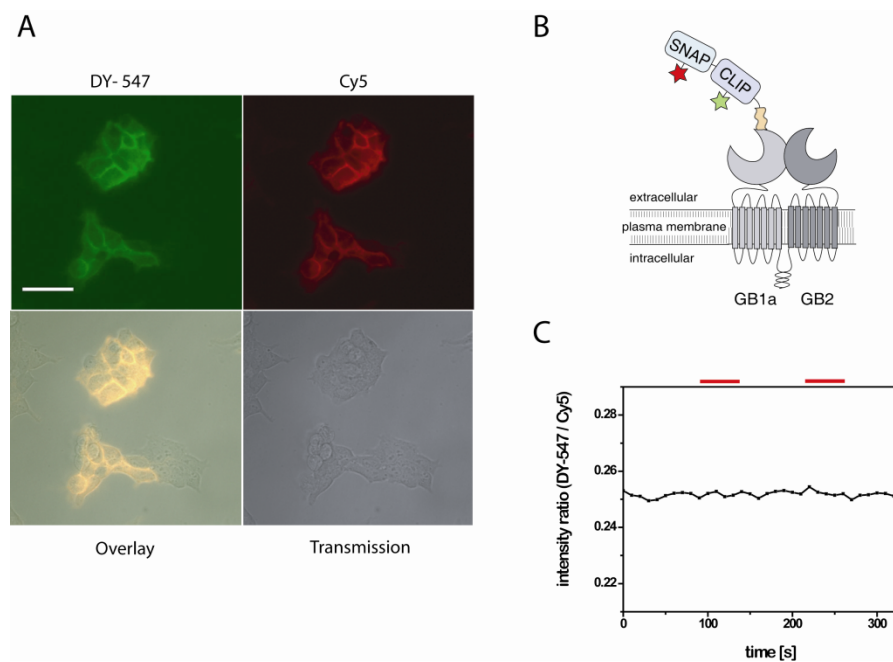 A
DY- 547
Cy5
Overlay
Transmission
B
SNAP
CLIP
extracellular
plasma membrane
intracellular
GB1a
GB2
C
intensity ratio (DY-547 / Cy5)
0.28
0.26
0.24
0.22
0
100
200
300
time [s]